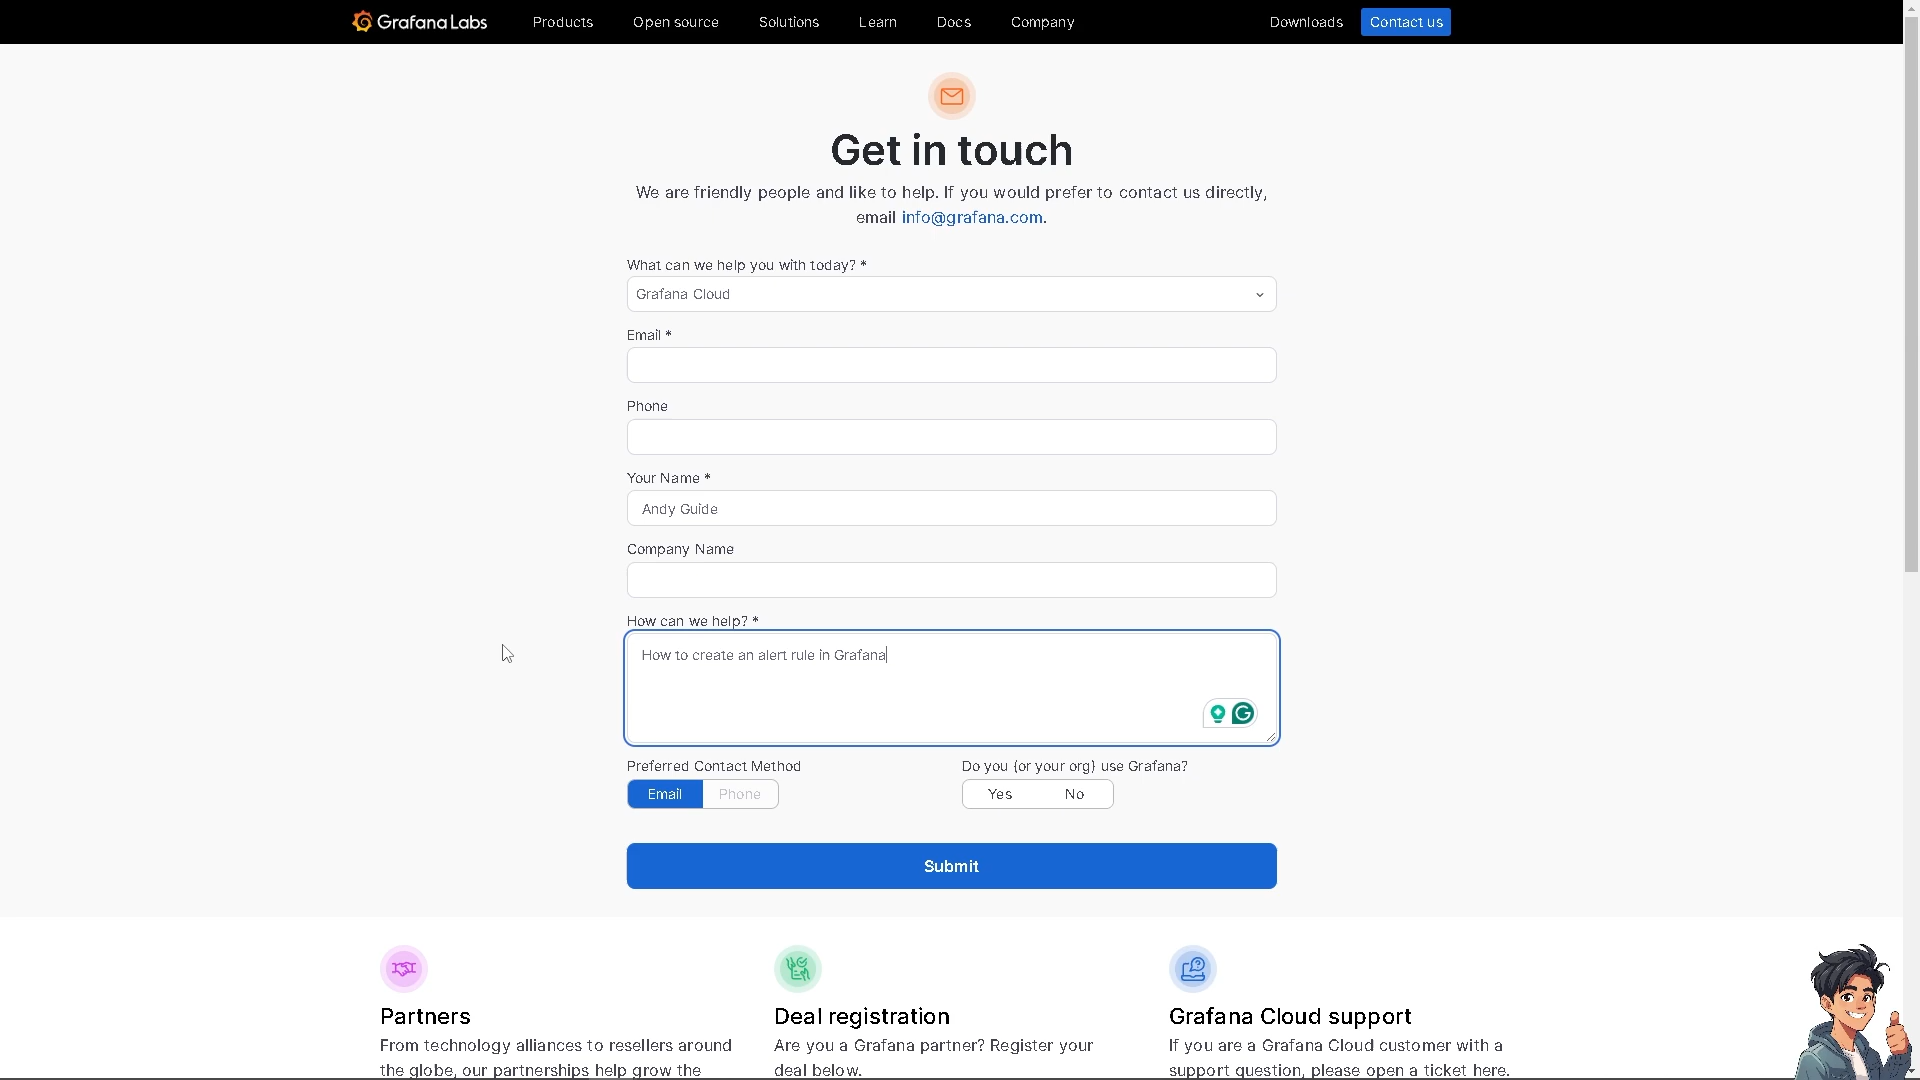 Grafana Labs
Products
Open source
Solutions
Learn
Docs
Company
Downloads
Contact us
Get in touch
We are friendly people and like to help. If you would prefer to contact us directly,
email info@grafana.com.
What can we help you with today? *
Grafana Cloud
Email *
Phone
Your Name *
Andy Guide
Company Name
How can we help? *
How to create an alert rule in Grafana
Preferred Contact Method
Do you {or your org} use Grafana?
Email
Phone
Yes
No
Submit
Partners
From technology alliances to resellers around
the globe, our partnerships help grow the
Deal registration
Are you a Grafana partner? Register your
deal below.
Grafana Cloud support
If you are a Grafana Cloud customer with a
support question, please open a ticket here.